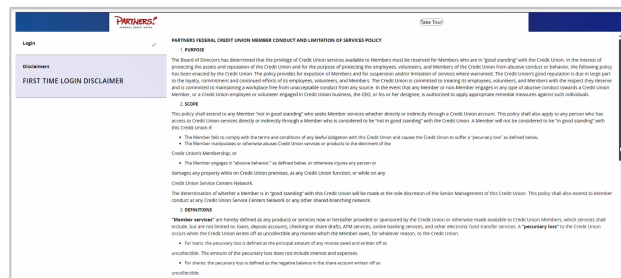 PARTNERS!
FEDERAL CREDIT UNION
Take Tour
Login
Disclaimers
FIRST TIME LOGIN DISCLAIMER
PARTNERS FEDERAL CREDIT UNION MEMBER CONDUCT AND LIMITATION OF SERVICES POLICY
1. PURPOSE
The Board of Directors has determined that the privilege of Credit Union services available to Members must be reserved for Members who are in "good standing" with the Credit Union. In the interest of
protecting the assets and reputation of the Credit Union and for the purpose of protecting the employees, volunteers, and Members of the Credit Union from abusive conduct or behavior, the following policy
has been enacted by the Credit Union. The policy provides for expulsion of Members and for suspension and/or limitation of services where warranted. The Credit Union's good reputation is due in large part
to the loyalty, commitment and continued efforts of its employees, volunteers, and Members. The Credit Union is committed to treating its employees, volunteers, and Members with the respect they deserve
and is committed to maintaining a workplace free from unacceptable conduct from any source. In the event that any Member or non-Member engages in any type of abusive conduct towards a Credit Union
Member, or a Credit Union employee or volunteer engaged in Credit Union business, the CEO, or his or her designee, is authorized to apply appropriate remedial measures against such individuals.
2. SCOPE
This policy shall extend to any Member "not in good standing" who seeks Member services whether directly or indirectly through a Credit Union account. This policy shall also apply to any person who has
access to Credit Union services directly or indirectly through a Member who is considered to be "not in good standing" with the Credit Union. A Member will not be considered to be "in good standing" with
this Credit Union if:
• The Member fails to comply with the terms and conditions of any lawful obligation with this Credit Union and causes the Credit Union to suffer a "pecuniary loss" as defined below,
• The Member manipulates or otherwise abuses Credit Union services or products to the detriment of the
Credit Union's Membership; or
• The Member engages in "abusive behavior," as defined below, or otherwise injures any person or
damages any property while on Credit Union premises, at any Credit Union function, or while on any
Credit Union Service Centers Network.
The determination of whether a Member is in "good standing" with this Credit Union will be made at the sole discretion of the Senior Management of this Credit Union. This policy shall also extend to Member
conduct at any Credit Union Service Centers Network or any other shared-branching network.
3. DEFINITIONS
"Member services" are hereby defined as any products or services now or hereafter provided or sponsored by the Credit Union or otherwise made available to Credit Union Members, which services shall
include, but are not limited to: loans, deposit accounts, checking or share drafts, ATM services, online banking services, and other electronic fund transfer services. A "pecuniary loss" to the Credit Union
occurs when the Credit Union writes off as uncollectible any monies which the Member owes, for whatever reason, to the Credit Union.
• For loans: the pecuniary loss is defined as the principal amount of any monies owed and written off as
uncollectible. The amount of the pecuniary loss does not include interest and expenses.
• For shares: the pecuniary loss is defined as the negative balance in the share account written off as
uncollectible.